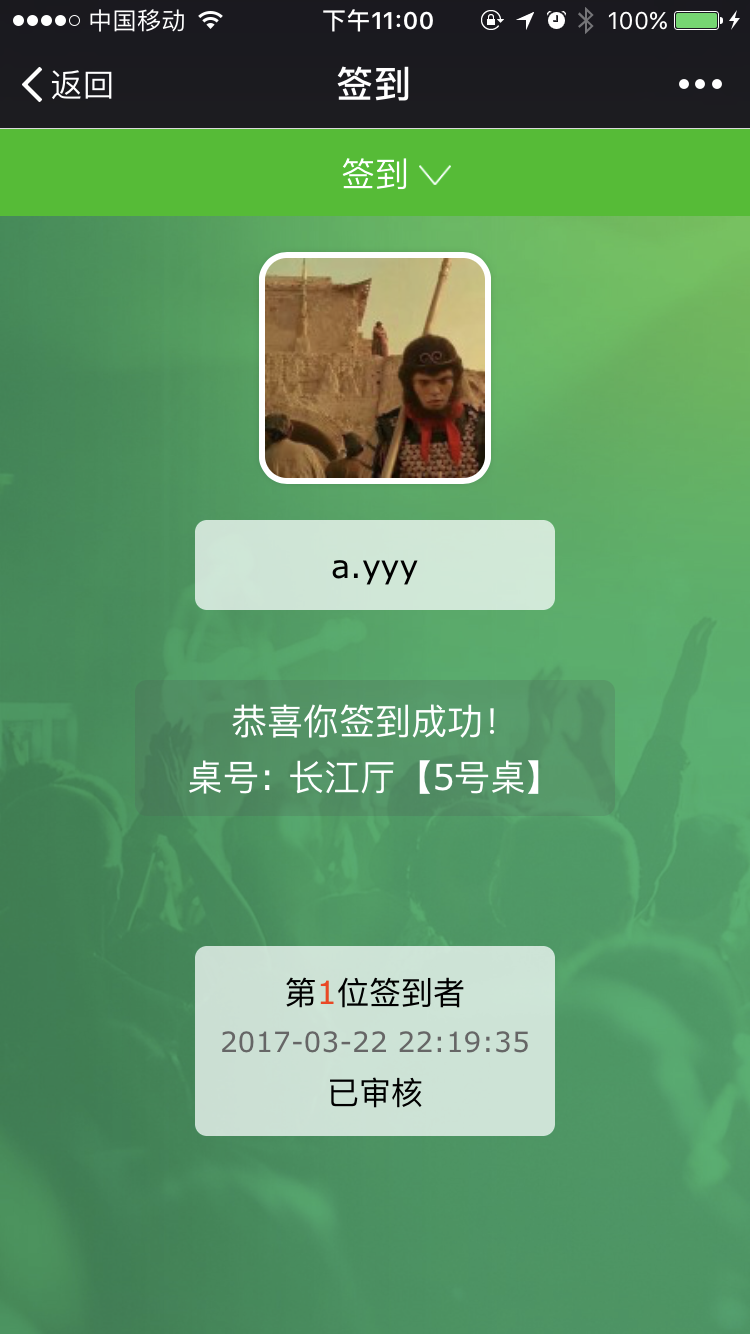 中国移动 下午11:00 100%
返回 签到
签到
a.yyy
恭喜你签到成功！
桌号：长江厅【5号桌】
第1位签到者
2017-03-22 22:19:35
已审核